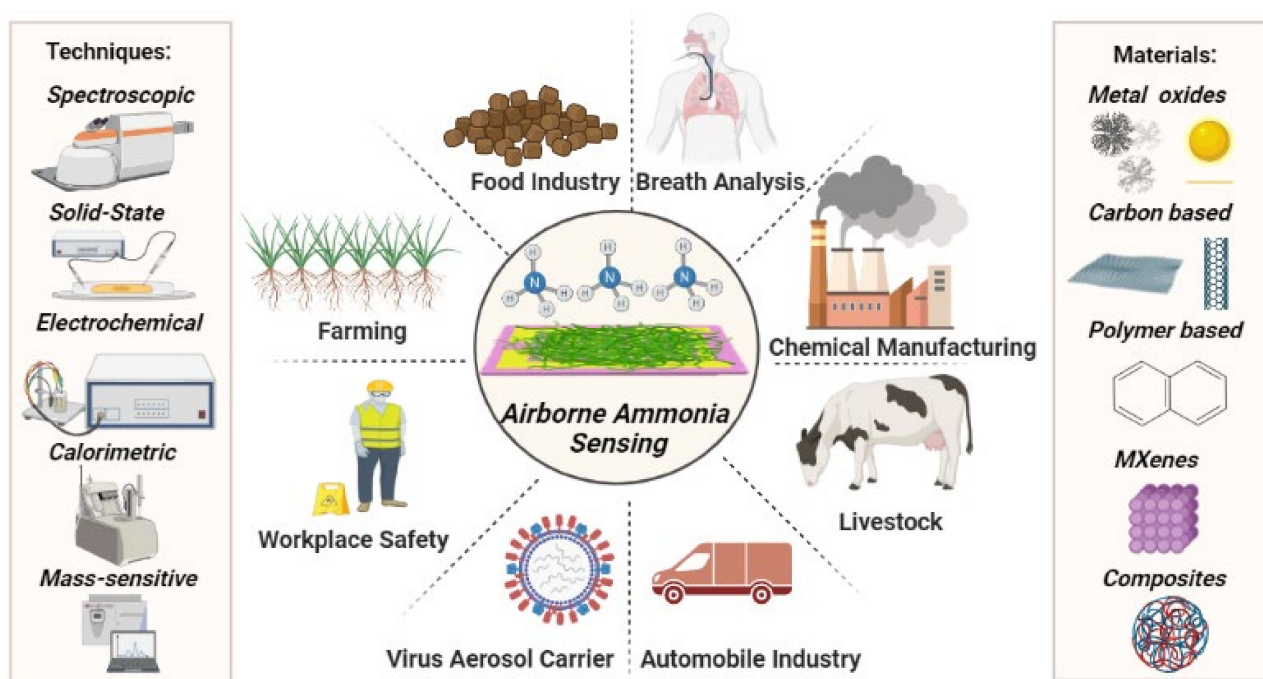 Techniques:
Spectroscopic
Solid-State
Electrochemical
Calorimetric
Mass-sensitive
Food Industry
Breath Analysis
Farming
Chemical Manufacturing
Workplace Safety
Livestock
Virus Aerosol Carrier
Automobile Industry
H
H
H
N
N
N
H
H
H
H
H
H
Airborne Ammonia
Sensing
Materials:
Metal oxides
Carbon based
Polymer based
MXenes
Composites